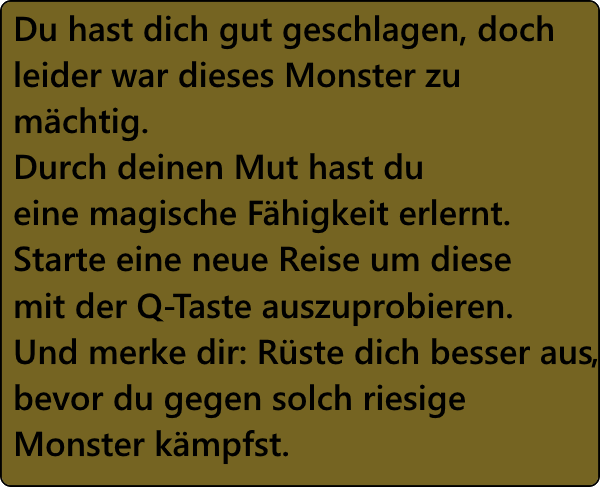 Du hast dich gut geschlagen, doch
leider war dieses Monster zu
mächtig.
Durch deinen Mut hast du
eine magische Fähigkeit erlernt.
Starte eine neue Reise um diese
mit der Q-Taste auszuprobieren.
Und merke dir: Rüste dich besser aus,
bevor du gegen solch riesige
Monster kämpfst.